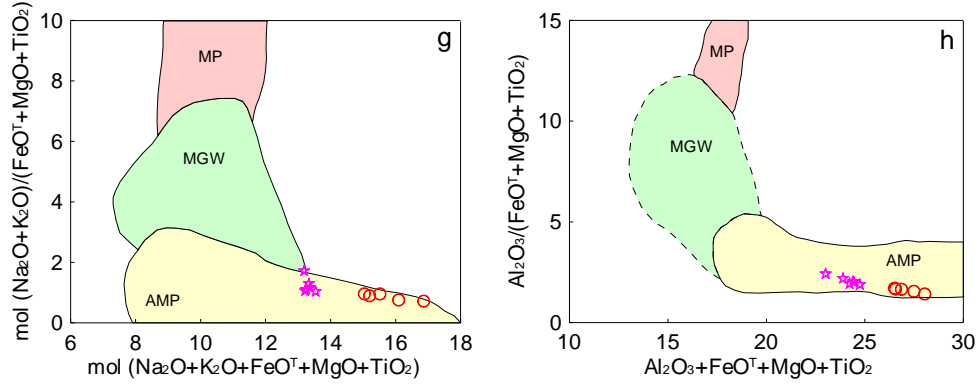 g
mol (Na₂O+K₂O)/(FeOᵀ+MgO+TiO₂)
10
8
6
4
2
0
MP
MGW
AMP
6
8
10
12
14
16
18
mol (Na₂O+K₂O+FeOᵀ+MgO+TiO₂)
h
Al₂O₃/(FeOᵀ+MgO+TiO₂)
15
10
5
0
MP
MGW
AMP
10
15
20
25
30
Al₂O₃+FeOᵀ+MgO+TiO₂